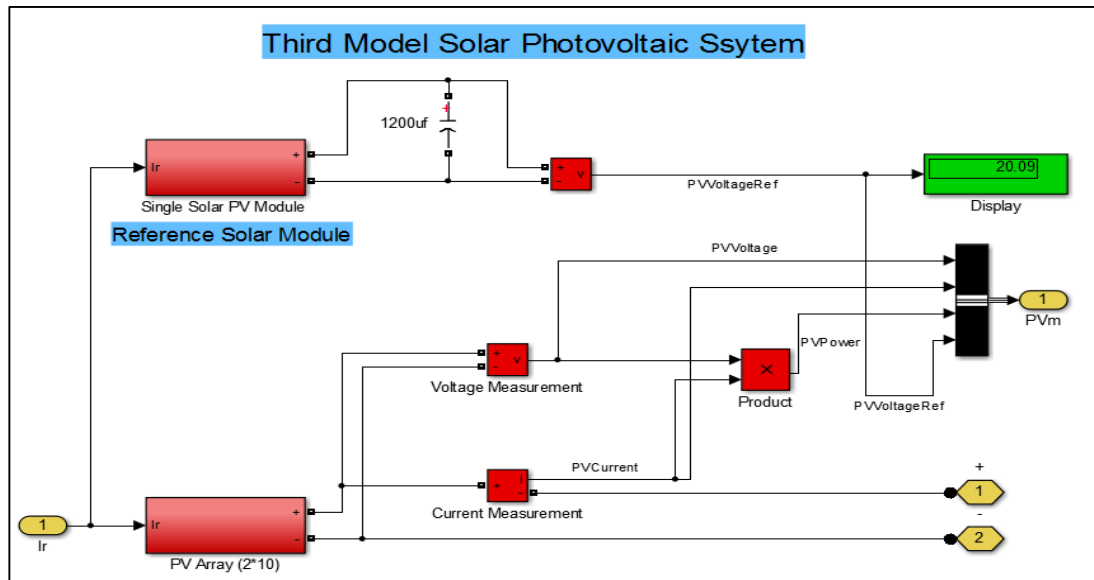 Third Model Solar Photovoltaic Ssytem
+
1200uf
Ir
+
-
Single Solar PV Module
Reference Solar Module
+
-
v
PVVoltageRef
20.09
Display
PVVoltage
1
PVm
+
-
v
Voltage Measurement
×
Product
PVPower
PVVoltageRef
PVCurrent
+
i
-
Current Measurement
+
1
-
2
1
Ir
Ir
+
-
PV Array (2*10)